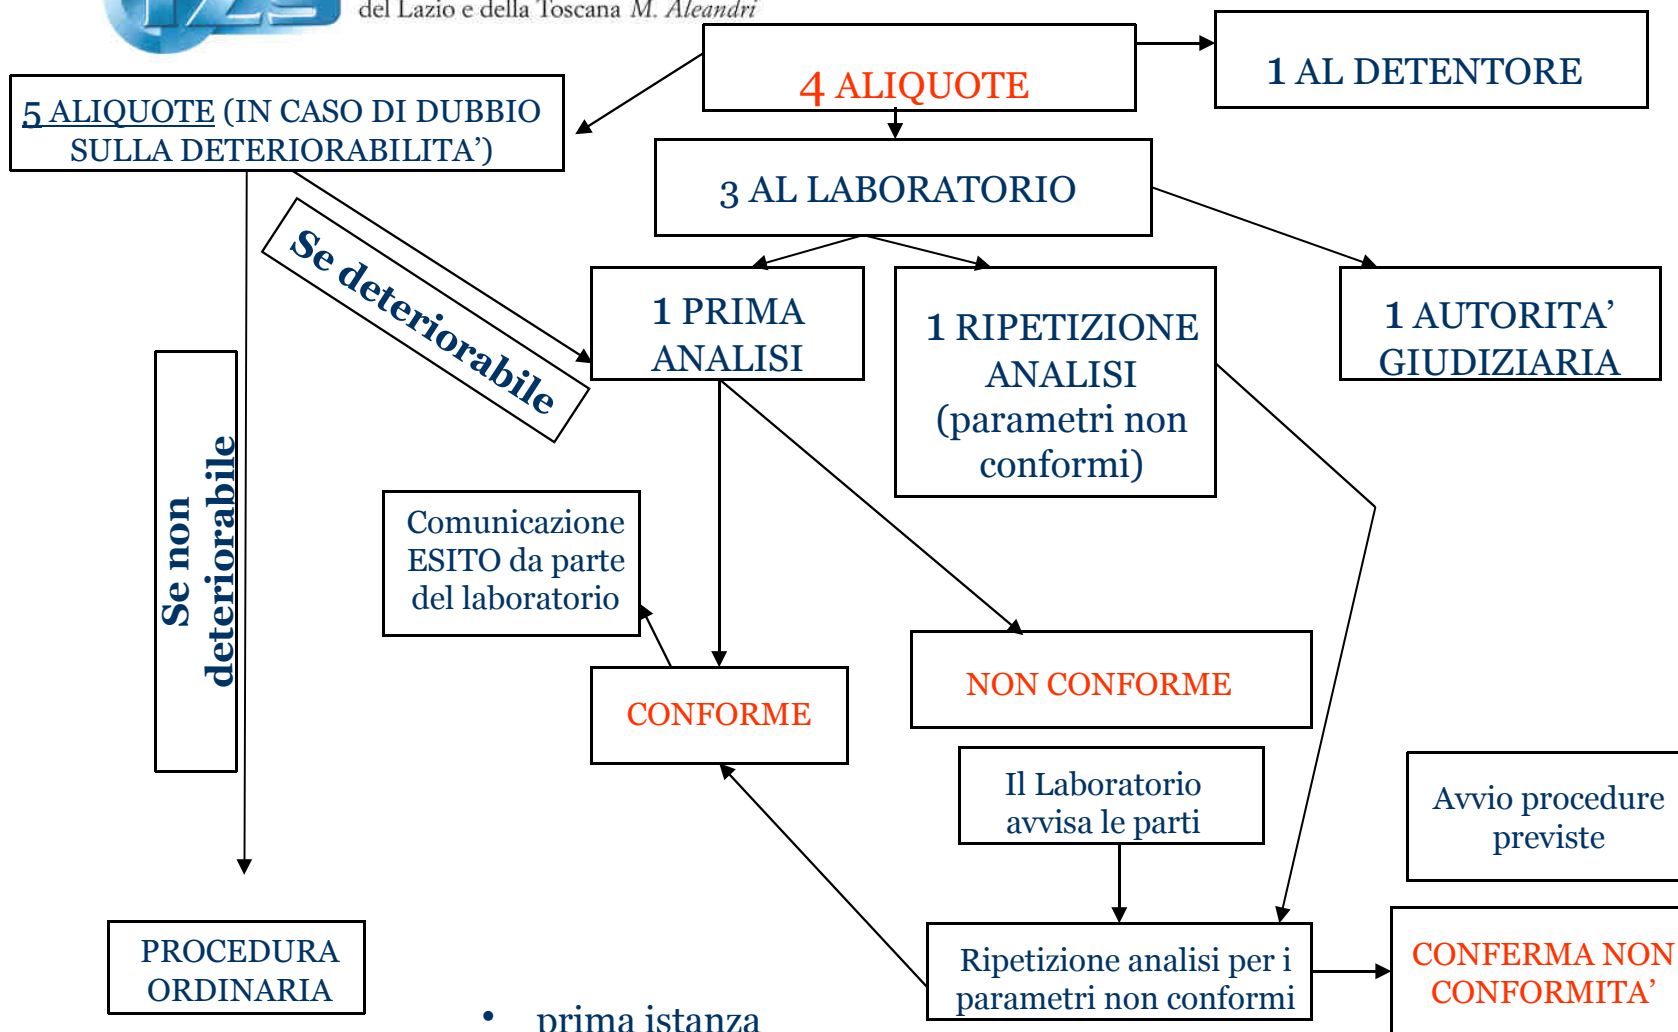 IZS
del Lazio e della Toscana M. Aleandri
4 ALIQUOTE
1 AL DETENTORE
5 ALIQUOTE (IN CASO DI DUBBIO
SULLA DETERIORABILITA’)
3 AL LABORATORIO
Se deteriorabile
1 PRIMA
ANALISI
1 RIPETIZIONE
ANALISI
(parametri non
conformi)
1 AUTORITA’
GIUDIZIARIA
Se non
deteriorabile
Comunicazione
ESITO da parte
del laboratorio
CONFORME
NON CONFORME
Il Laboratorio
avvisa le parti
Avvio procedure
previste
PROCEDURA
ORDINARIA
Ripetizione analisi per i
parametri non conformi
CONFERMA NON
CONFORMITA’
• prima istanza